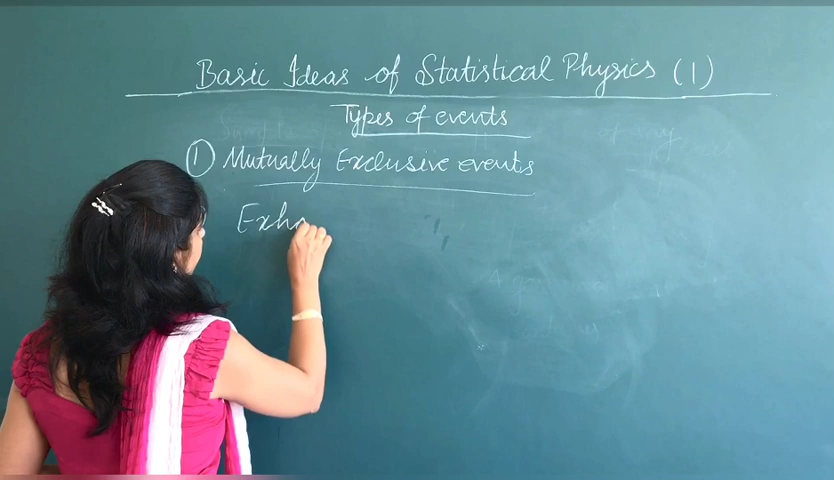 Basic Ideas of Statistical Physics (1)
Types of events
① Mutually Exclusive events
Exha